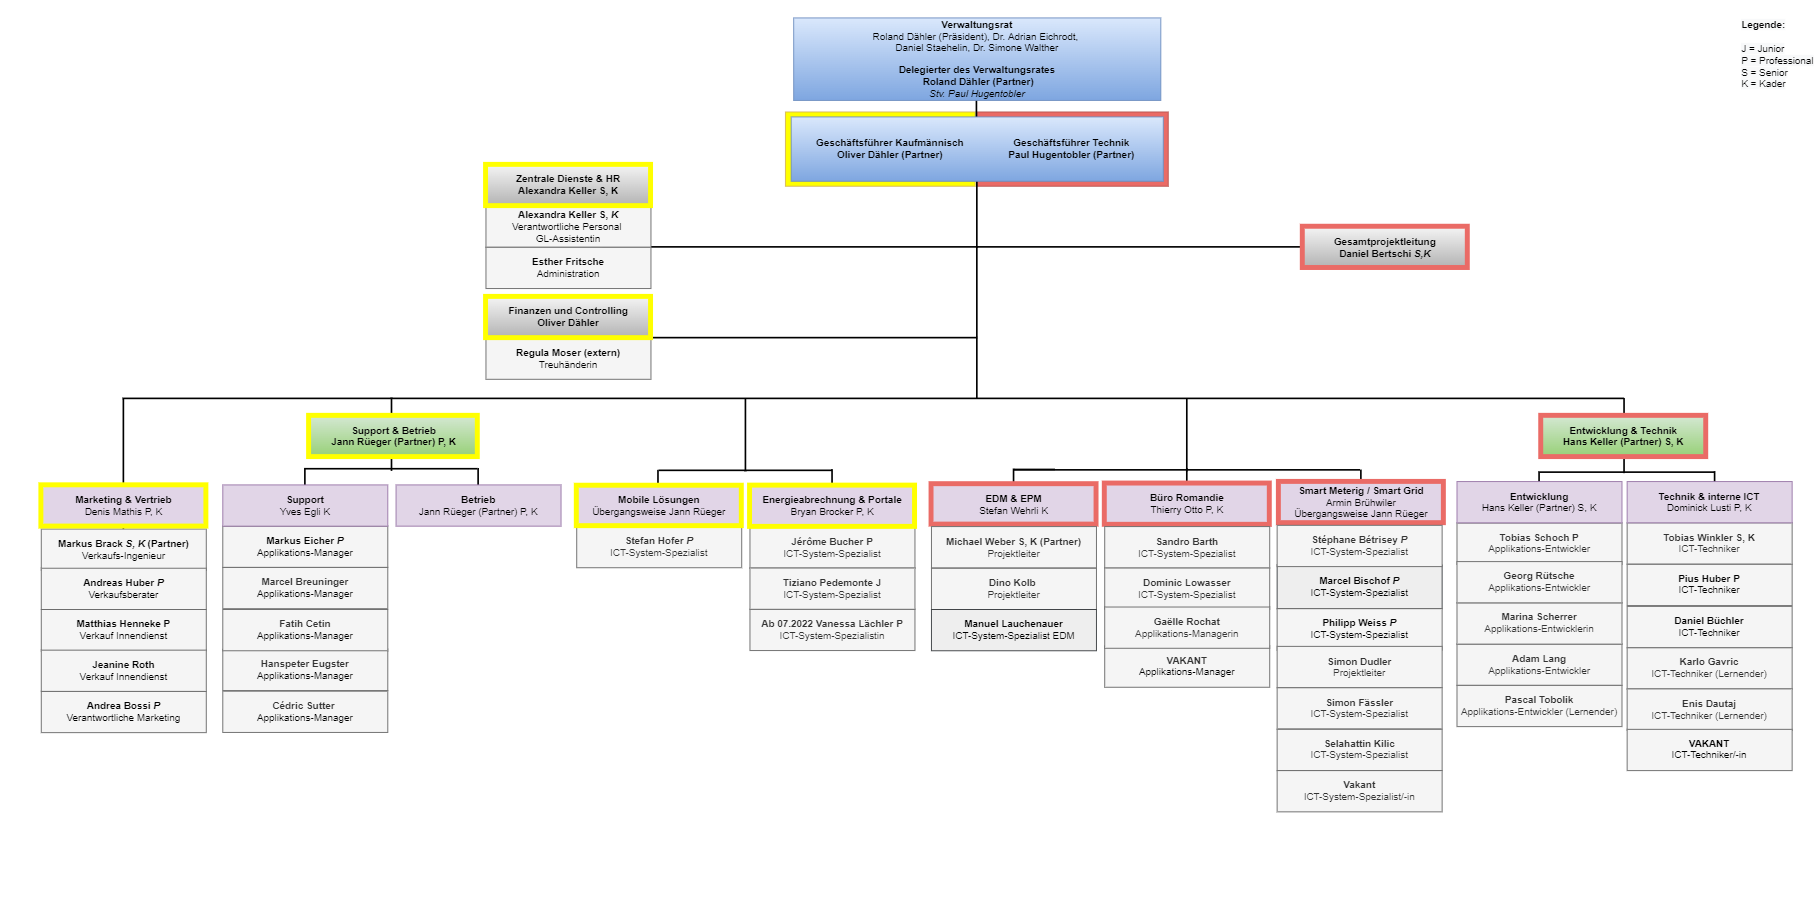 Verwaltungsrat
Roland Dähler (Präsident), Dr. Adrian Eichrodt,
Daniel Staehelin, Dr. Simone Walther
Delegierter des Verwaltungsrates
Roland Dähler (Partner)
Stv. Paul Hugentobler
Legende:
J = Junior
P = Professional
S = Senior
K = Kader
Geschäftsführer Kaufmännisch
Oliver Dähler (Partner)
Geschäftsführer Technik
Paul Hugentobler (Partner)
Zentrale Dienste & HR
Alexandra Keller S, K
Alexandra Keller S, K
Verantwortliche Personal
GL-Assistentin
Esther Fritsche
Administration
Gesamtprojektleitung
Daniel Bertschi S,K
Finanzen und Controlling
Oliver Dähler
Regula Moser (extern)
Treuhänderin
Support & Betrieb
Jann Rüeger (Partner) P, K
Entwicklung & Technik
Hans Keller (Partner) S, K
Marketing & Vertrieb
Denis Mathis P, K
Markus Brack S, K (Partner)
Verkaufs-Ingenieur
Andreas Huber P
Verkaufsberater
Matthias Henneke P
Verkauf Innendienst
Jeanine Roth
Verkauf Innendienst
Andrea Bossi P
Verantwortliche Marketing
Support
Yves Egli K
Markus Eicher P
Applikations-Manager
Marcel Breuninger
Applikations-Manager
Fatih Cetin
Applikations-Manager
Hanspeter Eugster
Applikations-Manager
Cédric Sutter
Applikations-Manager
Betrieb
Jann Rüeger (Partner) P, K
Mobile Lösungen
Übergangsweise Jann Rüeger
Stefan Hofer P
ICT-System-Spezialist
Energieabrechnung & Portale
Bryan Brocker P, K
Jérôme Bucher P
ICT-System-Spezialist
Tiziano Pedemonte J
ICT-System-Spezialist
Ab 07.2022 Vanessa Lächler P
ICT-System-Spezialistin
EDM & EPM
Stefan Wehrli K
Michael Weber S, K (Partner)
Projektleiter
Dino Kolb
Projektleiter
Manuel Lauchenauer
ICT-System-Spezialist EDM
Büro Romandie
Thierry Otto P, K
Sandro Barth
ICT-System-Spezialist
Dominic Lowasser
ICT-System-Spezialist
Gaëlle Rochat
Applikations-Managerin
VAKANT
Applikations-Manager
Smart Meterig / Smart Grid
Armin Brühwiler
Übergangsweise Jann Rüeger
Stéphane Bétrisey P
ICT-System-Spezialist
Marcel Bischof P
ICT-System-Spezialist
Philipp Weiss P
ICT-System-Spezialist
Simon Dudler
Projektleiter
Simon Fässler
ICT-System-Spezialist
Selahattin Kilic
ICT-System-Spezialist
Vakant
ICT-System-Spezialist/-in
Entwicklung
Hans Keller (Partner) S, K
Tobias Schoch P
Applikations-Entwickler
Georg Rütsche
Applikations-Entwickler
Marina Scherrer
Applikations-Entwicklerin
Adam Lang
Applikations-Entwickler
Pascal Tobolik
Applikations-Entwickler (Lernender)
Technik & interne ICT
Dominick Lusti P, K
Tobias Winkler S, K
ICT-Techniker
Pius Huber P
ICT-Techniker
Daniel Büchler
ICT-Techniker
Karlo Gavric
ICT-Techniker (Lernender)
Enis Dautaj
ICT-Techniker (Lernender)
VAKANT
ICT-Techniker/-in